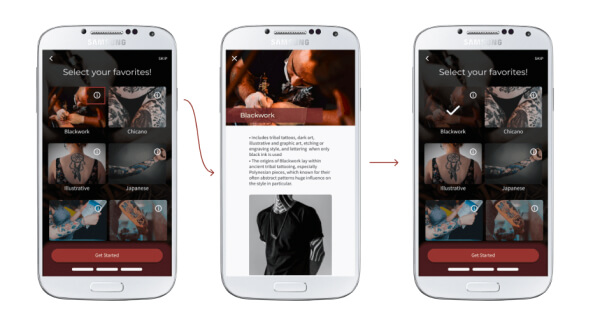 SAMSUNG
SKIP
Select your favorites!
Blackwork
Chicano
Illustrative
Japanese
Get Started
SAMSUNG
Blackwork
• Includes tribal tattoos, dark art,
illustrative and graphic art, etching or
engraving style, and lettering when only
black ink is used
• The origins of Blackwork lay within
ancient tribal tattooing, especially
Polynesian pieces, which known for their
often abstract patterns huge influence on
the style in particular.
SAMSUNG
SKIP
Select your favorites!
Blackwork
Chicano
Illustrative
Japanese
Get Started